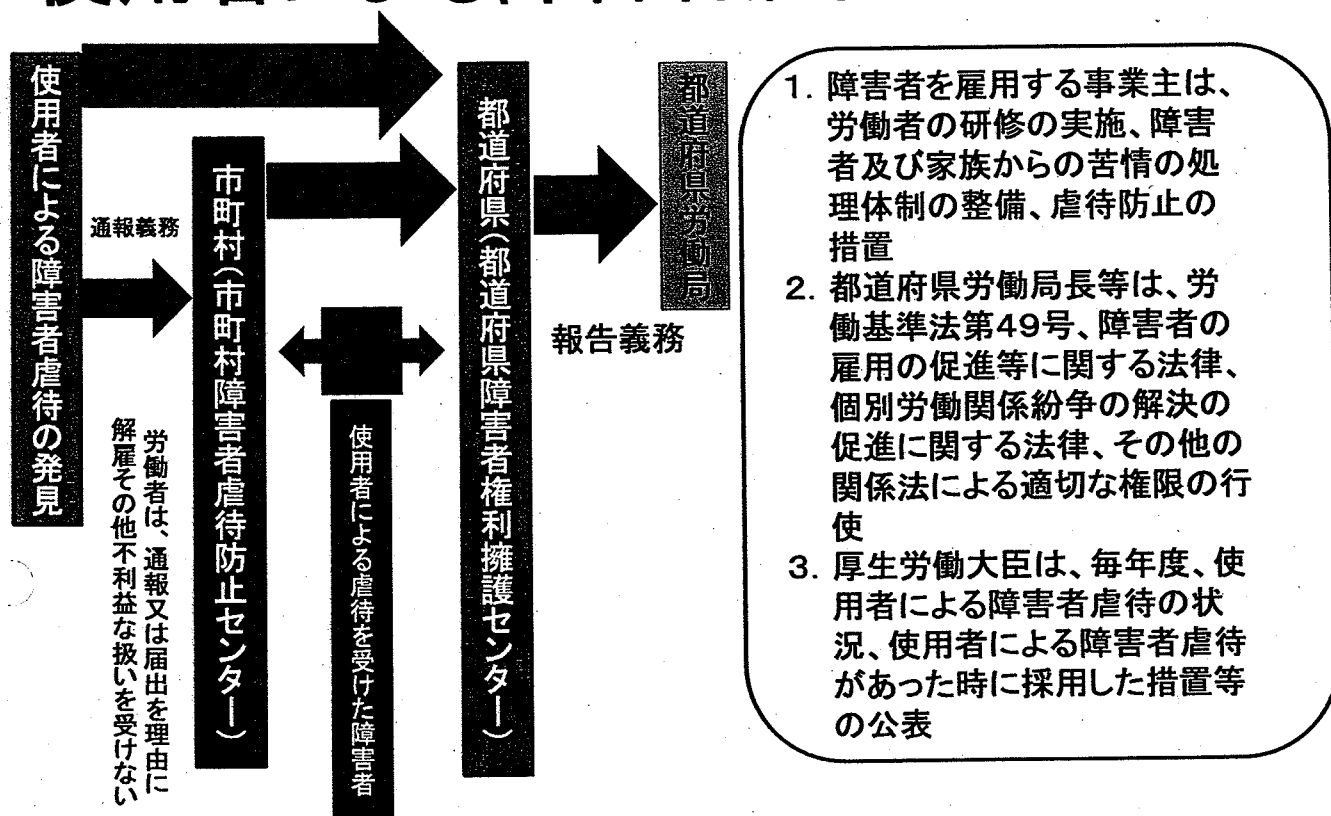 使用者による障害者虐待の発見
通報義務
労働者は、通報又は届出を理由に
解雇その他不利益な扱いを受けない
市町村(市町村障害者虐待防止センター)
使用者による虐待を受けた障害者
都道府県(都道府県障害者権利擁護センター)
報告義務
都道府県労働局
1. 障害者を雇用する事業主は、
労働者の研修の実施、障害
者及び家族からの苦情の処
理体制の整備、虐待防止の
措置
2. 都道府県労働局長等は、労
働基準法第49号、障害者の
雇用の促進等に関する法律、
個別労働関係紛争の解決の
促進に関する法律、その他の
関係法による適切な権限の行
使
3. 厚生労働大臣は、毎年度、使
用者による障害者虐待の状
況、使用者による障害者虐待
があった時に採用した措置等
の公表